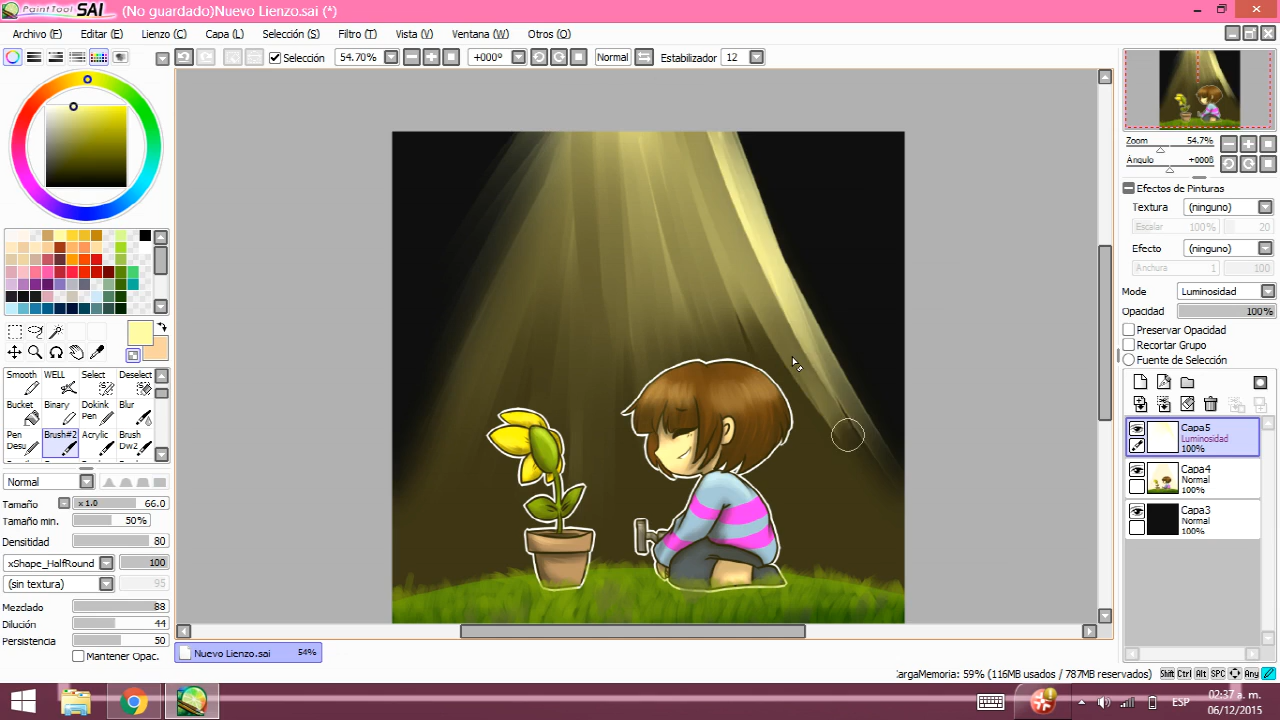 PaintTool SAI (No guardado)Nuevo Lienzo.sai (*)
Archivo (F) Editar (E) Lienzo (C) Capa (L) Selección (S) Filtro (T) Vista (V) Ventana (W) Otros (O)
Selección 54.70% +000º Normal Estabilizador 12
Zoom 54.7%
Ángulo +000ß
Efectos de Pinturas
Textura (ninguno)
Escalar 100% 20
Efecto (ninguno)
Anchura 1 100
Modo Luminosidad
Opacidad 100%
Preservar Opacidad
Recortar Grupo
Fuente de Selección
Smooth WELL Select Deselect
Bucket Binary Dokink Pen Blur
Pen Desu Brush#2 Acrylic Brush Dw2
Normal
Tamaño x 1.0 66.0
Tamaño min. 50%
Densidad 80
xShape_HalfRound 100
(sin textura) 95
Mezclado 88
Dilución 44
Persistencia 50
Mantener Opac.
Capa5
Luminosidad
100%
Capa4
Normal
100%
Capa3
Normal
100%
Nuevo Lienzo.sai 54%
argaMemoria: 59% (116MB usados / 787MB reservados) Shift Ctrl Alt SPC Any
ESP
02:37 a. m.
06/12/2015